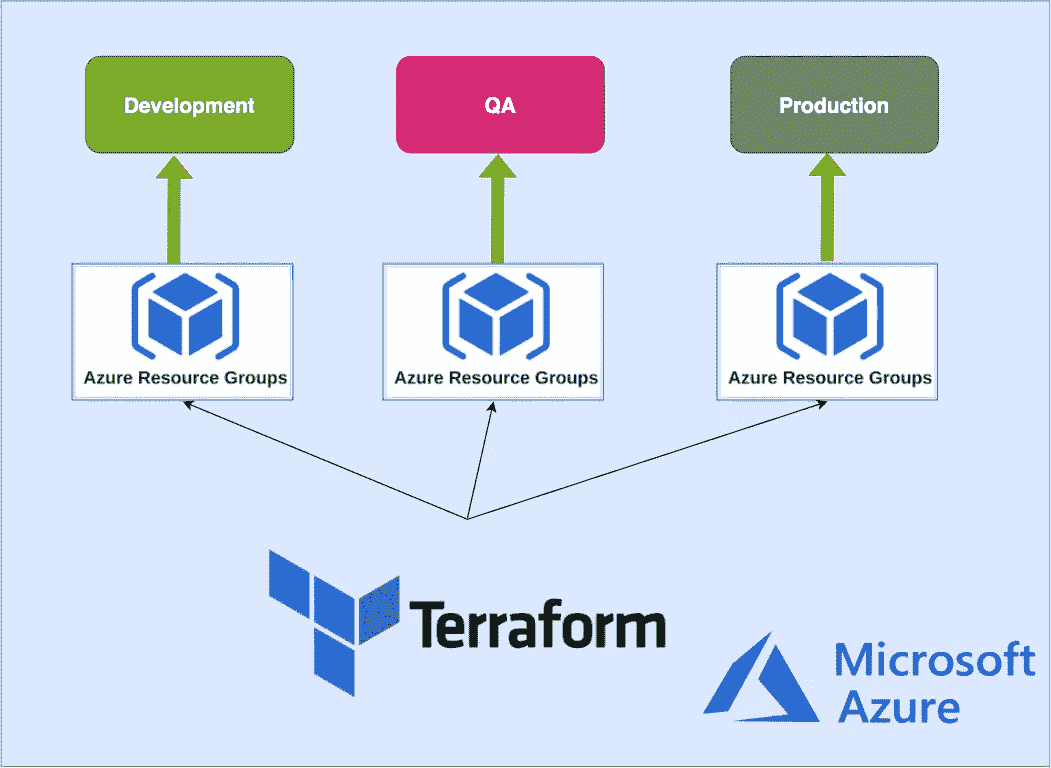 Development
QA
Production
Azure Resource Groups
Azure Resource Groups
Azure Resource Groups
Terraform
Microsoft
Azure